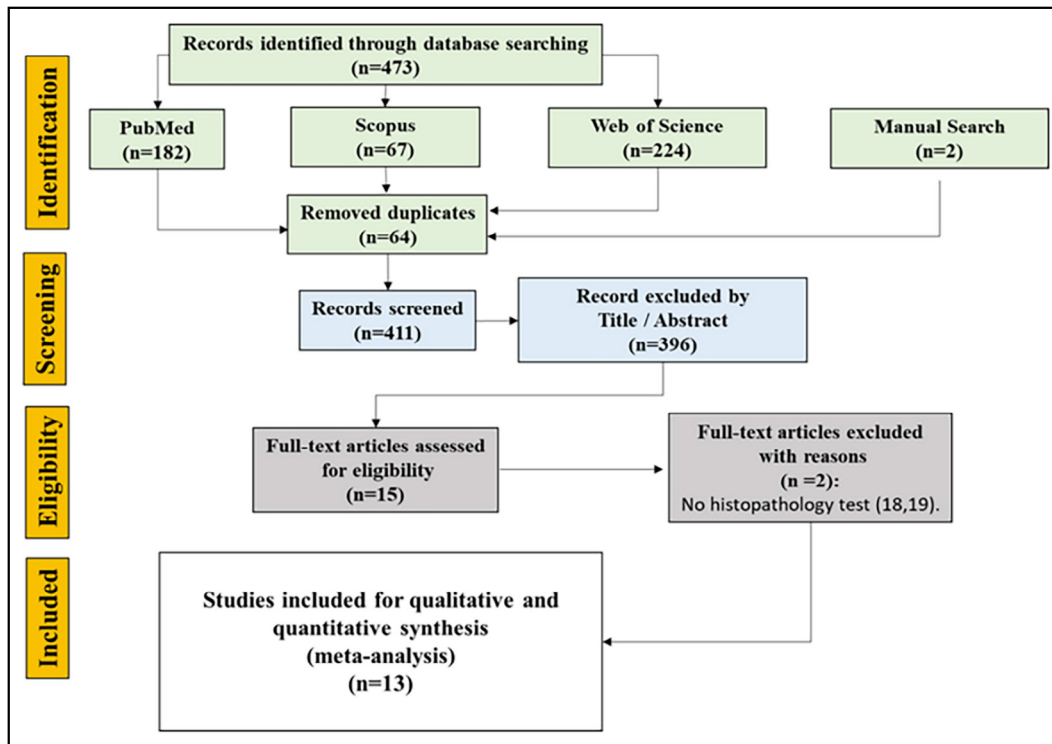 Records identified through database searching
(n=473)
Identification
PubMed
(n=182)
Scopus
(n=67)
Web of Science
(n=224)
Manual Search
(n=2)
Removed duplicates
(n=64)
Screening
Records screened
(n=411)
Record excluded by
Title / Abstract
(n=396)
Eligibility
Full-text articles assessed
for eligibility
(n=15)
Full-text articles excluded
with reasons
(n =2):
No histopathology test (18,19).
Included
Studies included for qualitative and
quantitative synthesis
(meta-analysis)
(n=13)